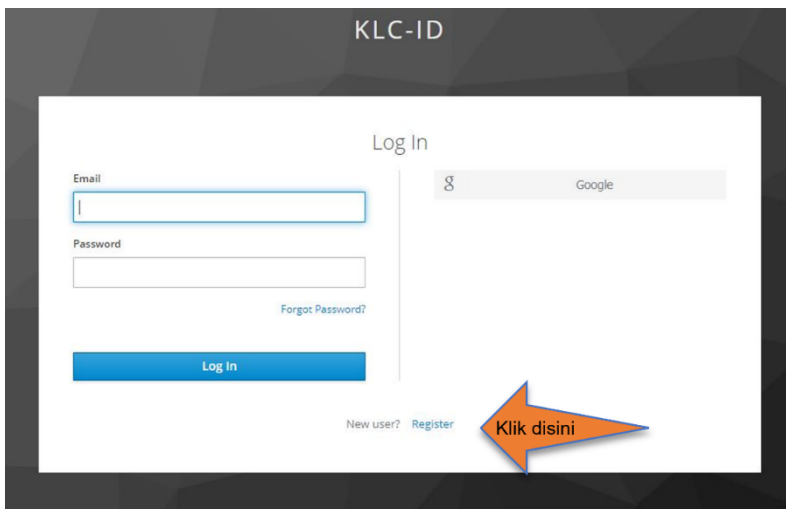 KLC-ID
Log In
Email
Password
Forgot Password?
Log In
g Google
New user? Register
Klik disini